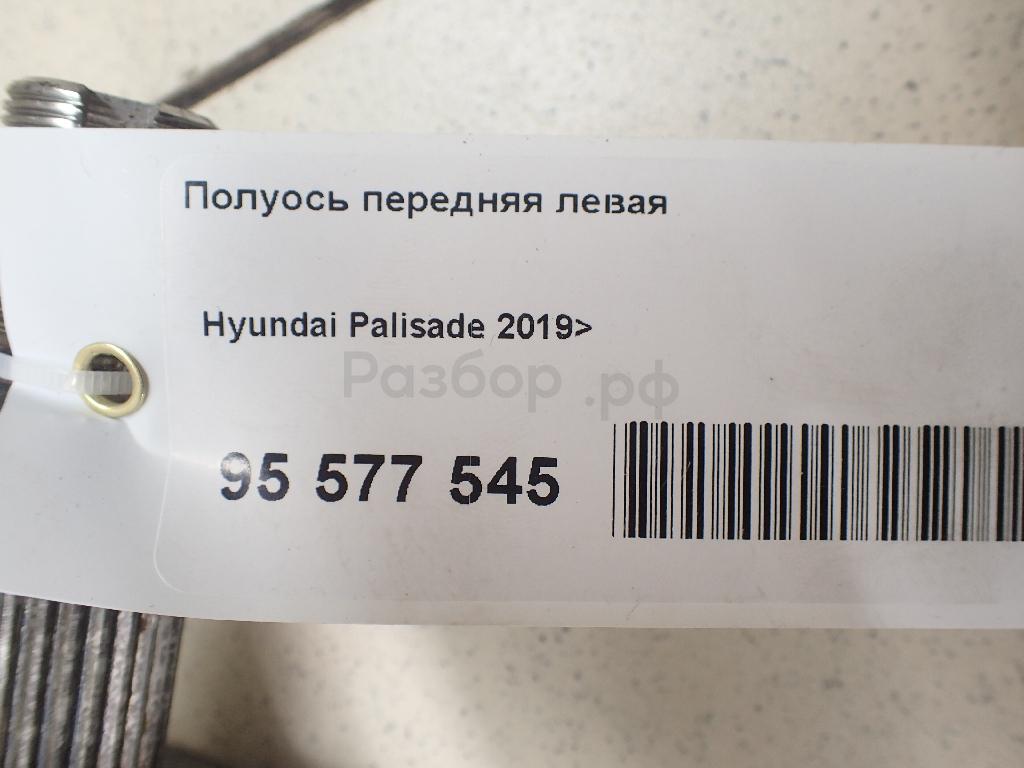 Полуось передняя левая
Hyundai Palisade 2019>
Разбор.рф
95 577 545